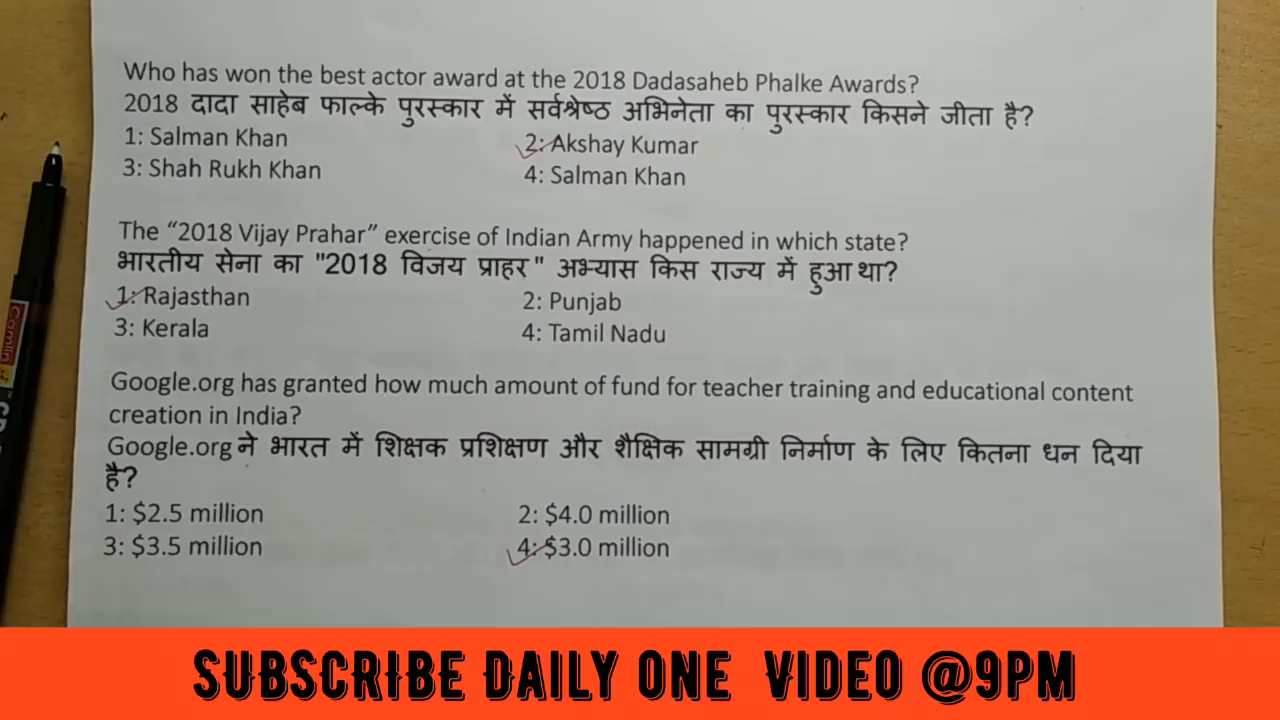 Who has won the best actor award at the 2018 Dadasaheb Phalke Awards?
2018 दादा साहेब फाल्के पुरस्कार में सर्वश्रेष्ठ अभिनेता का पुरस्कार किसने जीता है?
1: Salman Khan 2: Akshay Kumar
3: Shah Rukh Khan 4: Salman Khan
The “2018 Vijay Prahar” exercise of Indian Army happened in which state?
भारतीय सेना का "2018 विजय प्राहर" अभ्यास किस राज्य में हुआ था?
1: Rajasthan 2: Punjab
3: Kerala 4: Tamil Nadu
Google.org has granted how much amount of fund for teacher training and educational content
creation in India?
Google.org ने भारत में शिक्षक प्रशिक्षण और शैक्षिक सामग्री निर्माण के लिए कितना धन दिया
है?
1: $2.5 million 2: $4.0 million
3: $3.5 million 4: $3.0 million
Camlin
SUBSCRIBE DAILY ONE VIDEO @9PM